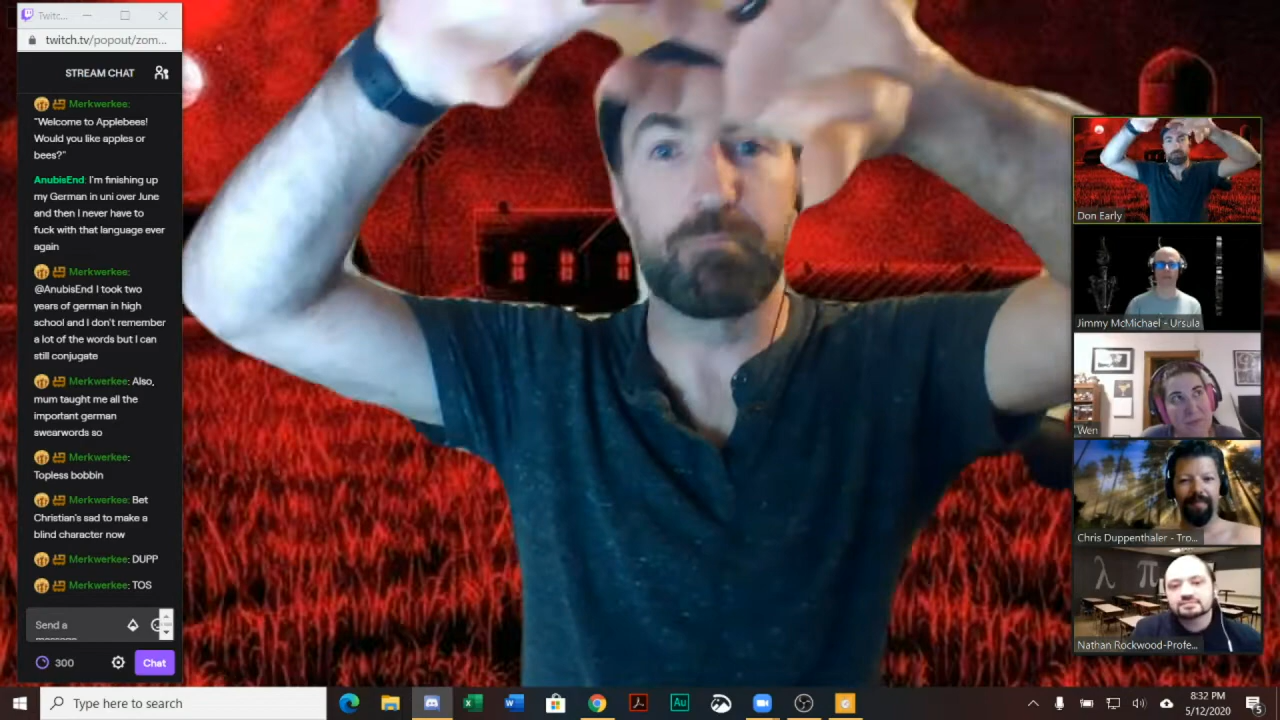 Twitc...
twitch.tv/popout/zom...
STREAM CHAT
Merkwerkee:
"Welcome to Applebees!
Would you like apples or
bees?"
AnubisEnd: I'm finishing up
my German in uni over June
and then I never have to
fuck with that language ever
again
Merkwerkee:
@AnubisEnd I took two
years of german in high
school and I don't remember
a lot of the words but I can
still conjugate
Merkwerkee: Also,
mum taught me all the
important german
swearwords so
Merkwerkee:
Topless bobbin
Merkwerkee: Bet
Christian's sad to make a
blind character now
Merkwerkee: DUPP
Merkwerkee: TOS
Send a
message
300
Chat
Don Early
Jimmy McMichael - Ursula
"Wen
Chris Duppenthaler - Tro...
λ π
Nathan Rockwood-Profe...
Type here to search
Au
8:32 PM
5/12/2020
5